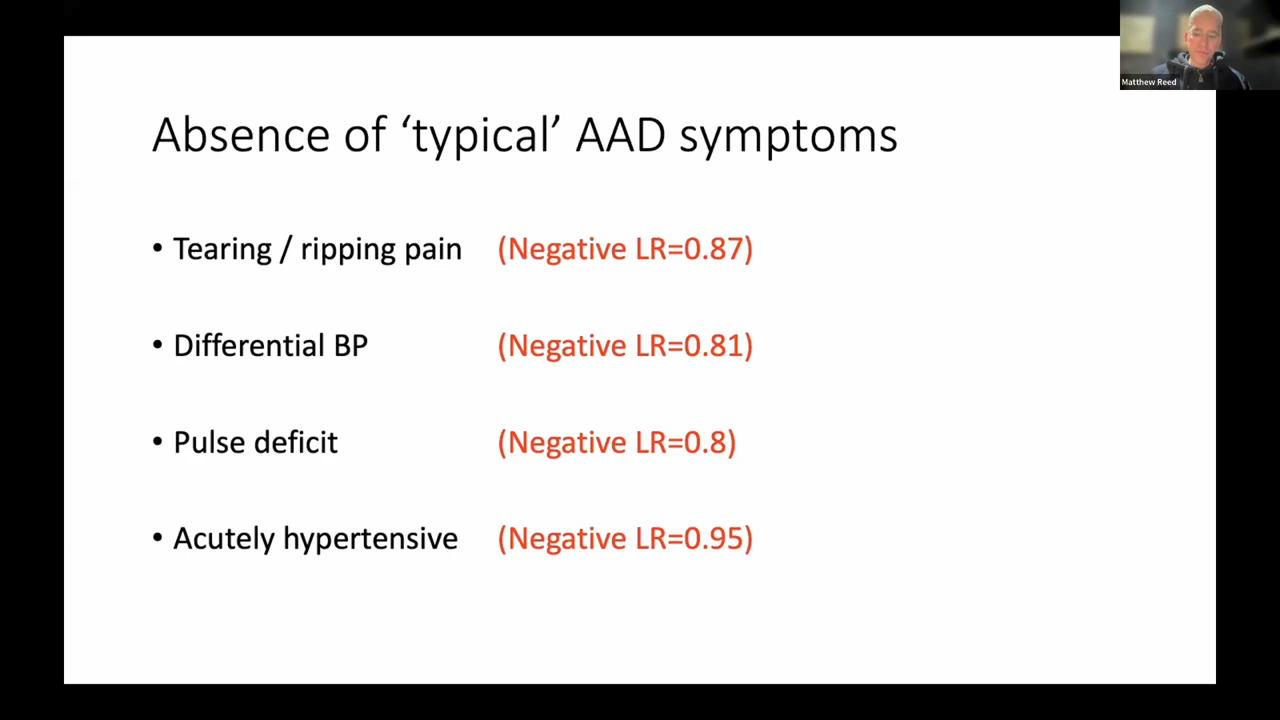 Matthew Reed
Absence of ‘typical’ AAD symptoms
• Tearing / ripping pain (Negative LR=0.87)
• Differential BP (Negative LR=0.81)
• Pulse deficit (Negative LR=0.8)
• Acutely hypertensive (Negative LR=0.95)